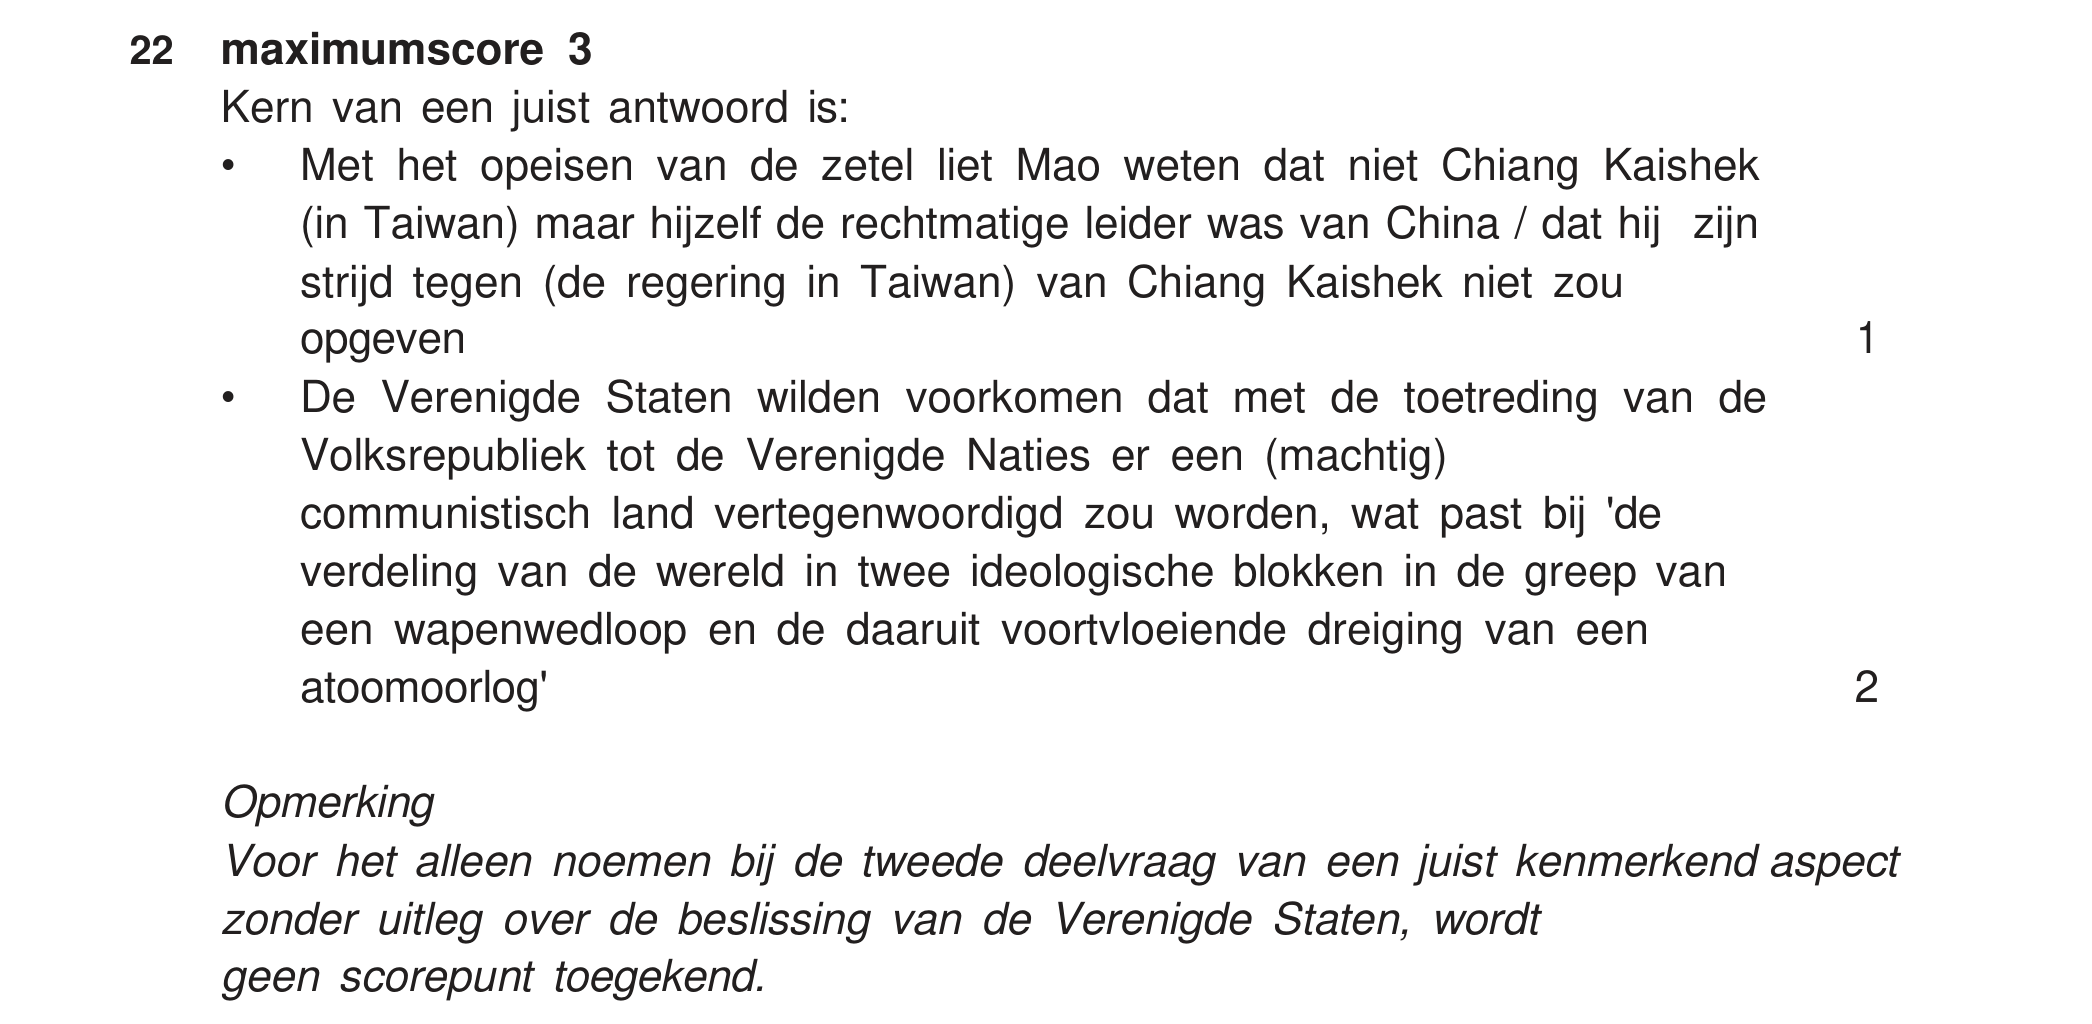 22 maximumscore 3
Kern van een juist antwoord is:
• Met het opeisen van de zetel liet Mao weten dat niet Chiang Kaishek
(in Taiwan) maar hijzelf de rechtmatige leider was van China / dat hij zijn
strijd tegen (de regering in Taiwan) van Chiang Kaishek niet zou
opgeven 1
• De Verenigde Staten wilden voorkomen dat met de toetreding van de
Volksrepubliek tot de Verenigde Naties er een (machtig)
communistisch land vertegenwoordigd zou worden, wat past bij 'de
verdeling van de wereld in twee ideologische blokken in de greep van
een wapenwedloop en de daaruit voortvloeiende dreiging van een
atoomoorlog' 2
Opmerking
Voor het alleen noemen bij de tweede deelvraag van een juist kenmerkend aspect
zonder uitleg over de beslissing van de Verenigde Staten, wordt
geen scorepunt toegekend.